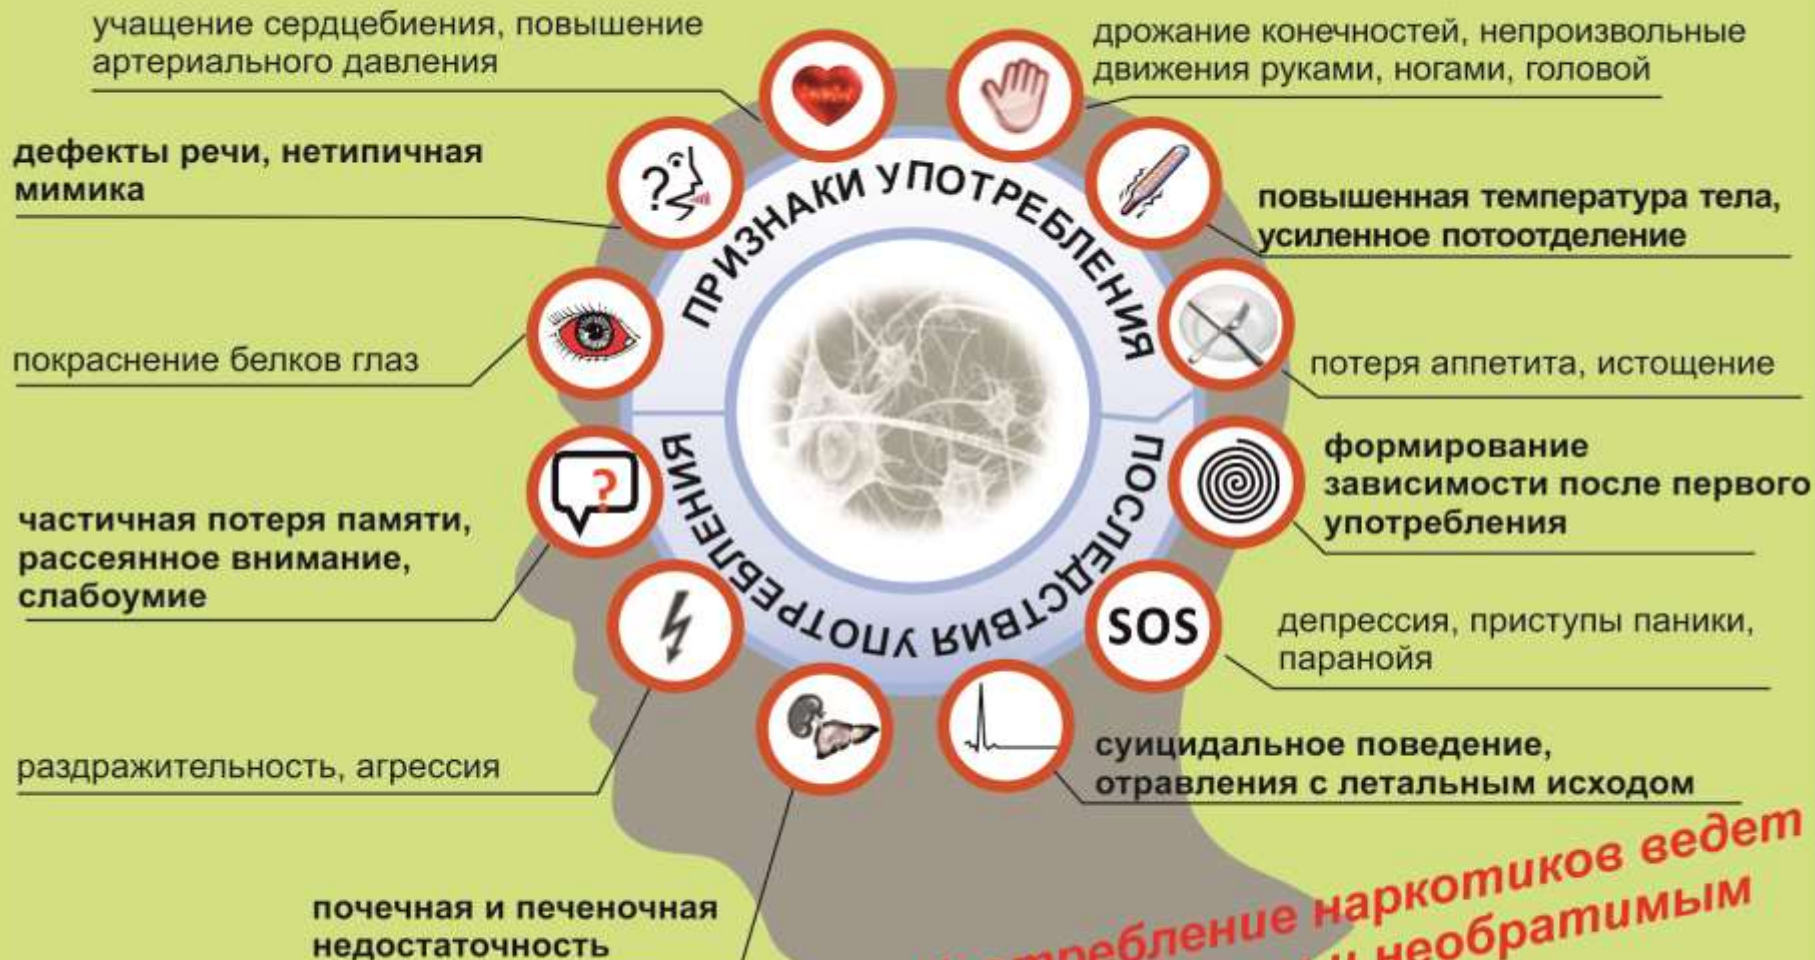 учащение сердцебиения, повышение
артериального давления
дрожание конечностей, непроизвольные
движения руками, ногами, головой
дефекты речи, нетипичная
мимика
?
повышенная температура тела,
усиленное потоотделение
ПРИЗНАКИ УПОТРЕБЛЕНИЯ
покраснение белков глаз
потеря аппетита, истощение
ПОСЛЕДСТВИЯ УПОТРЕБЛЕНИЯ
формирование
зависимости после первого
употребления
?
частичная потеря памяти,
рассеянное внимание,
слабоумие
SOS
депрессия, приступы паники,
паранойя
раздражительность, агрессия
суицидальное поведение,
отравления с летальным исходом
почечная и печеночная
недостаточность
наркотиков ведет
и необратимым